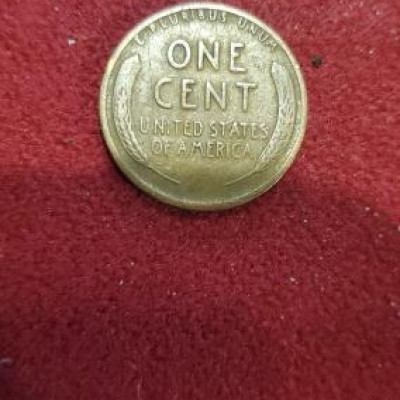 E·PLURIBUS·UNUM
ONE
CENT
UNITED STATES
OF AMERICA